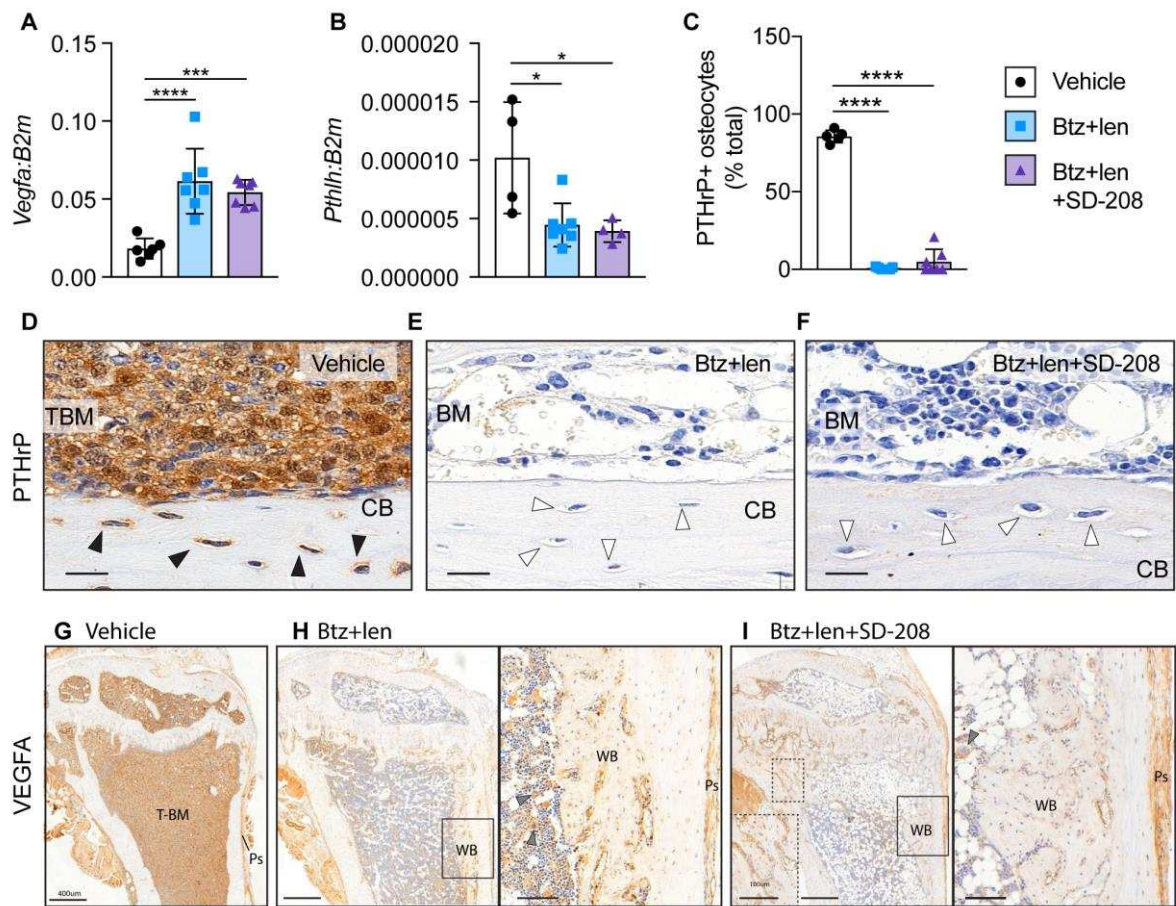 A
0.15
0.10
0.05
0.00
Vegfa:B2m
***
****
B
0.000020
0.000015
0.000010
0.000005
0.000000
Pthlh:B2m
*
*
C
150
100
50
0
PTHrP+ osteocytes
(% total)
****
****
Vehicle
Btz+len
Btz+len
+SD-208
D
Vehicle
TBM
CB
PTHrP
E
Btz+len
BM
CB
F
Btz+len+SD-208
BM
CB
G Vehicle
T-BM
Ps
400um
VEGFA
H Btz+len
WB
WB
Ps
I Btz+len+SD-208
WB
100um
WB
Ps